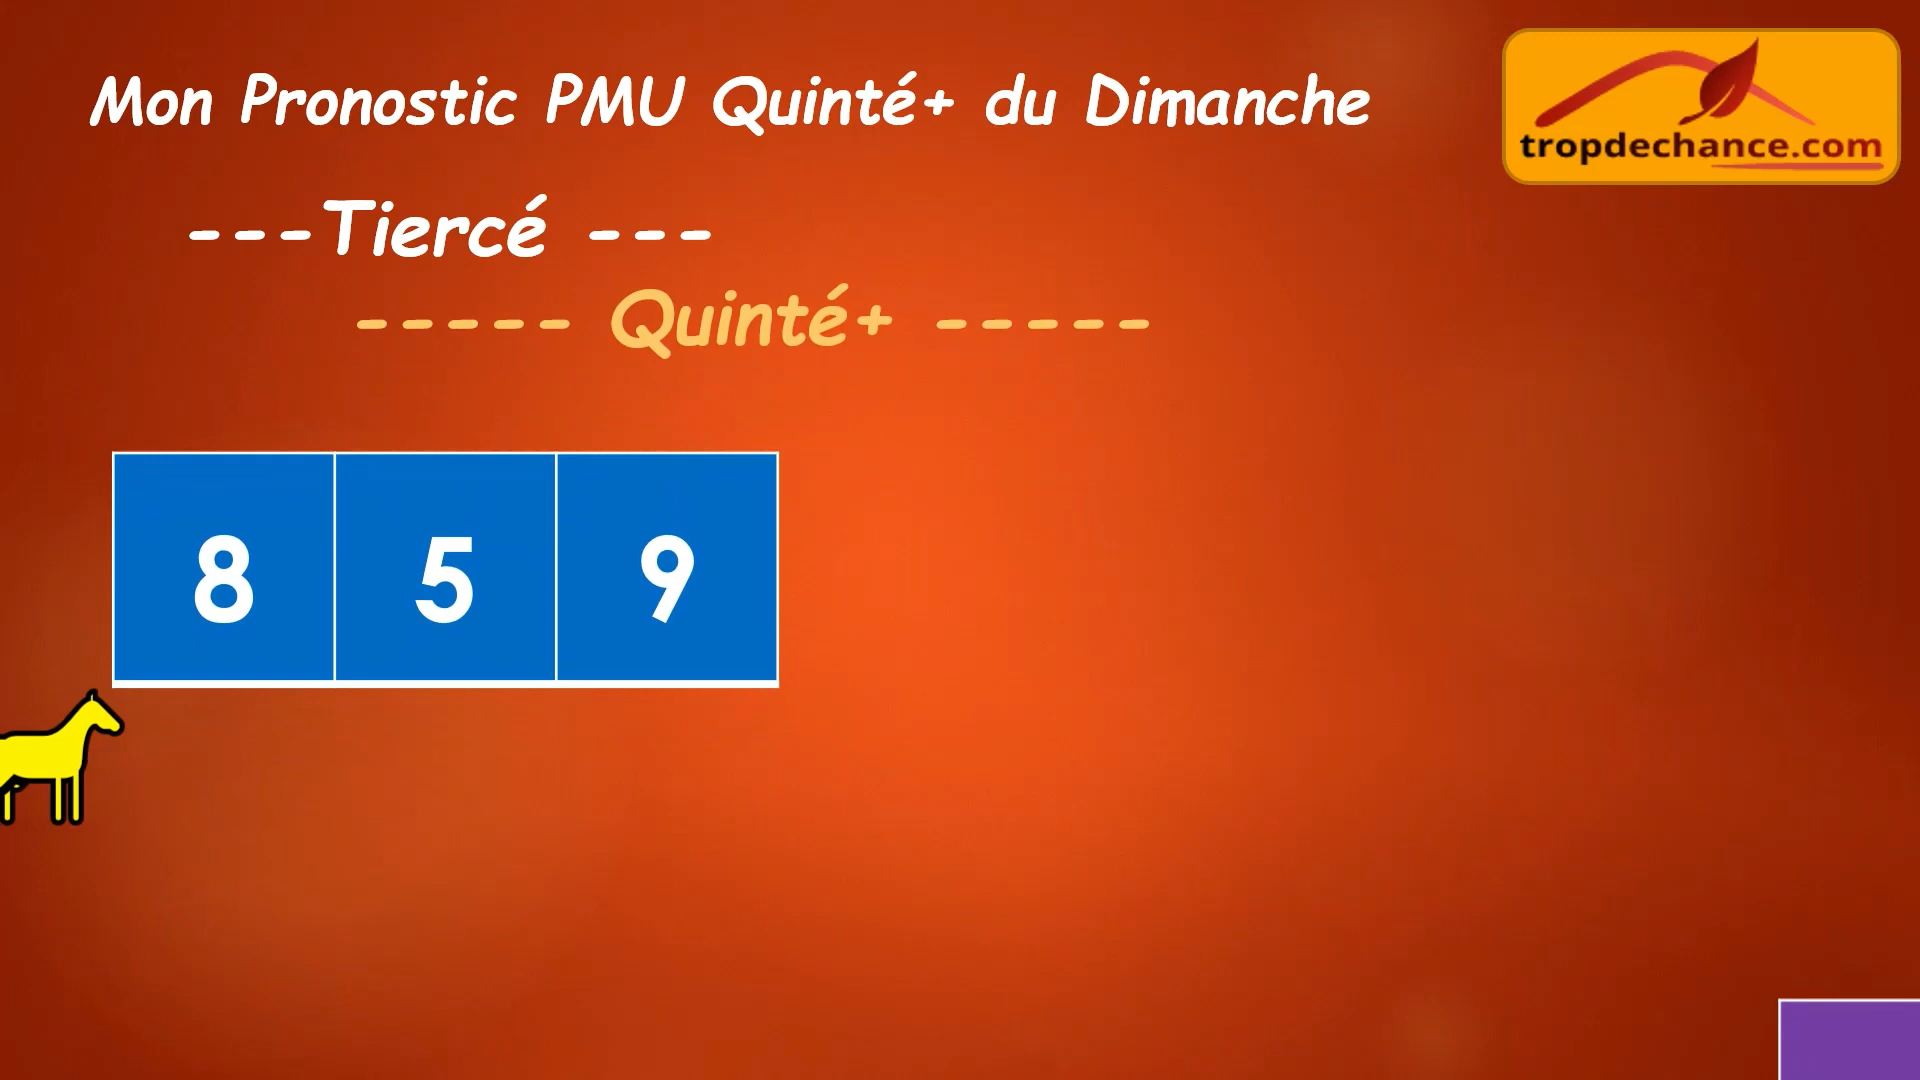 Mon Pronostic PMU Quinté+ du Dimanche
tropdechance.com
---Tiercé ---
----- Quinté+ -----
8 5 9